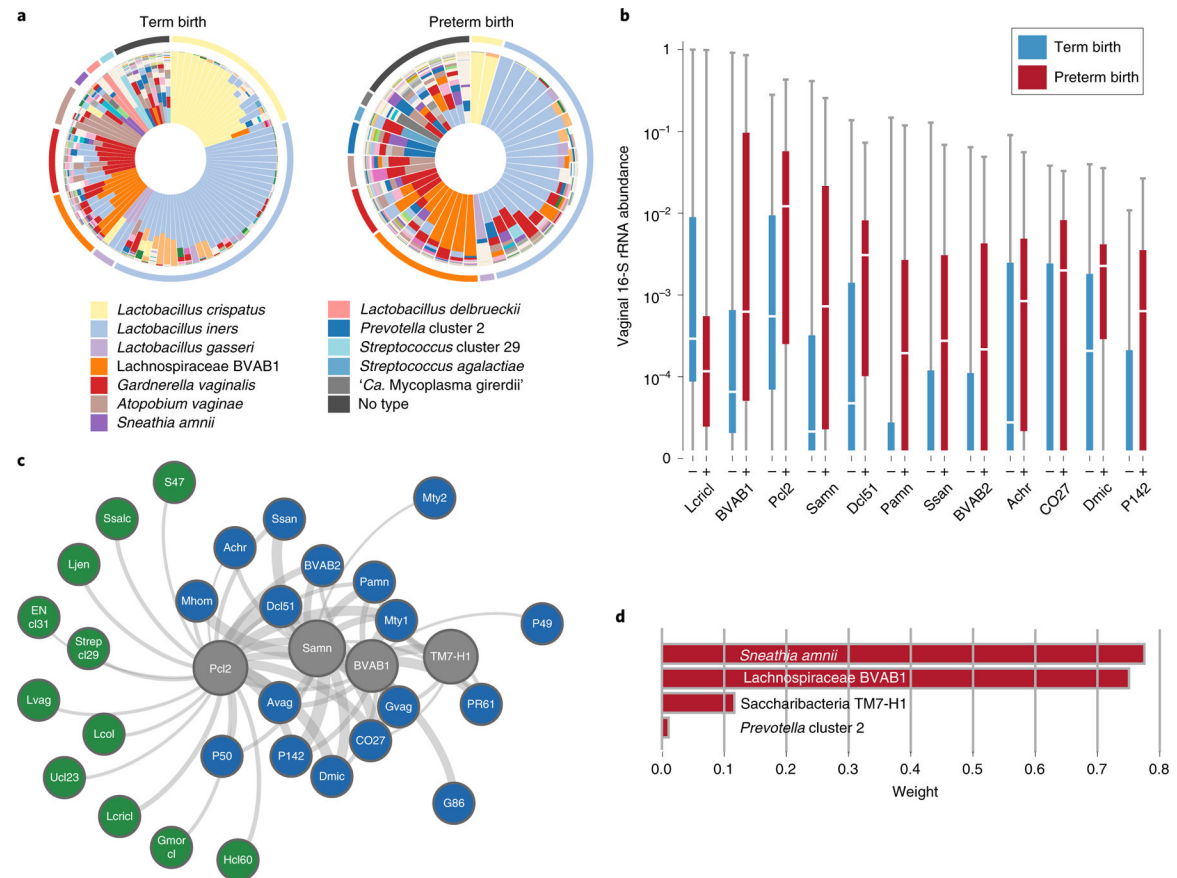 a
Term birth
Preterm birth
Lactobacillus crispatus
Lactobacillus iners
Lactobacillus gasseri
Lachnospiraceae BVAB1
Gardnerella vaginalis
Atopobium vaginae
Sneathia amnii
Lactobacillus delbrueckii
Prevotella cluster 2
Streptococcus cluster 29
Streptococcus agalactiae
'Ca. Mycoplasma girerdii'
No type
b
Term birth
Preterm birth
Vaginal 16-S rRNA abundance
1
10⁻¹
10⁻²
10⁻³
10⁻⁴
0
– + – + – + – + – + – + – + – + – + – + – + – +
Lcricl
BVAB1
Pcl2
Samn
Dcl51
Pamn
Ssan
BVAB2
Achr
CO27
Dmic
P142
c
S47
Mty2
Ssalc
Ssan
Achr
Ljen
BVAB2
Pamn
Mhom
Dcl51
EN
cl31
Mty1
P49
Strep
cl29
Samn
Pcl2
BVAB1
TM7-H1
Lvag
Avag
Gvag
PR61
Lcol
CO27
P50
P142
Ucl23
Dmic
G86
Lcricl
Gmor
cl
Hcl60
d
Sneathia amnii
Lachnospiraceae BVAB1
Saccharibacteria TM7-H1
Prevotella cluster 2
0.0 0.1 0.2 0.3 0.4 0.5 0.6 0.7 0.8
Weight